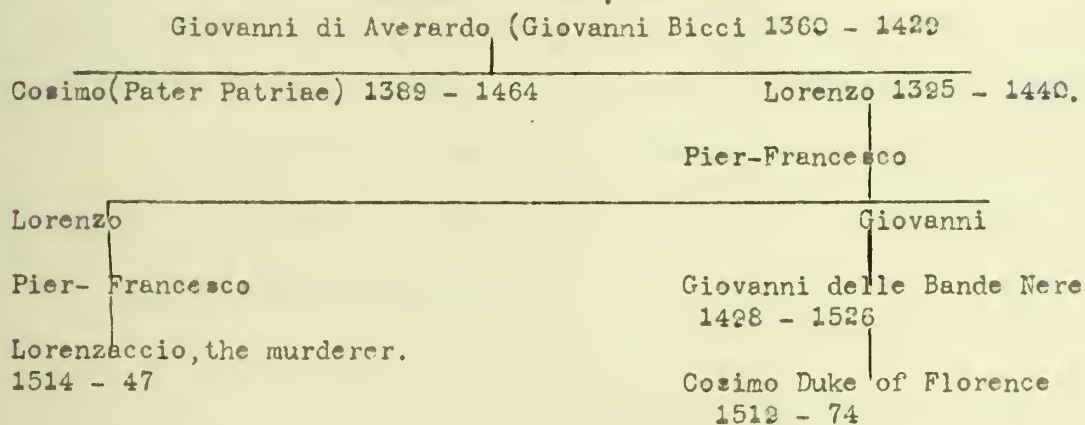 Giovanni di Averardo (Giovanni Bicci 1360 - 1429
Cosimo(Pater Patriae) 1389 - 1464 Lorenzo 1395 - 1440.
Pier-Francesco
Lorenzo Giovanni
Pier- Francesco Giovanni delle Bande Nere
1498 - 1526
Lorenzaccio, the murderer.
1514 - 47 Cosimo Duke of Florence
1519 - 74